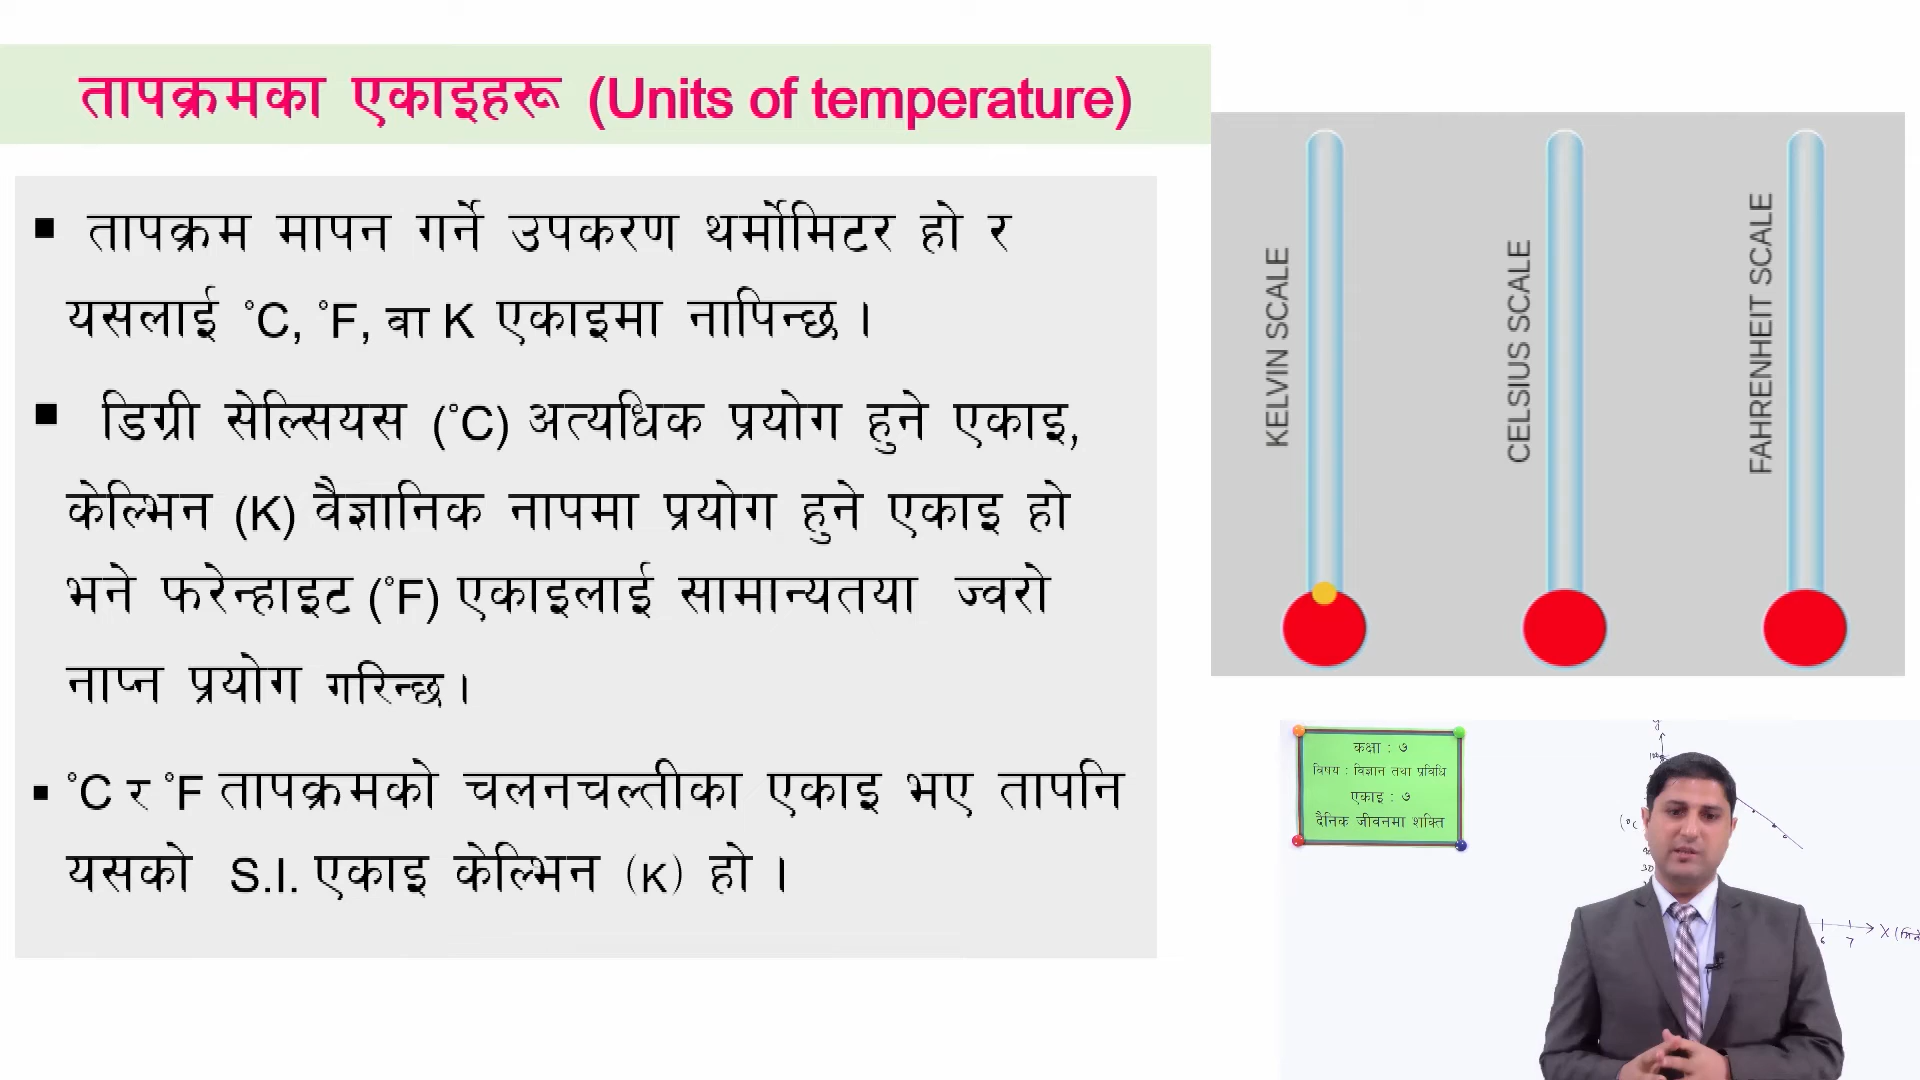 तापक्रमका एकाइहरू (Units of temperature)
▪ तापक्रम मापन गर्ने उपकरण थर्मोमिटर हो र
यसलाई °C, °F, वा K एकाइमा नापिन्छ ।
▪ डिग्री सेल्सियस (°C) अत्यधिक प्रयोग हुने एकाइ,
केल्भिन (K) वैज्ञानिक नापमा प्रयोग हुने एकाइ हो
भने फरेन्हाइट (°F) एकाइलाई सामान्यतया ज्वरो
नाप्न प्रयोग गरिन्छ ।
▪ °C र °F तापक्रमको चलनचल्तीका एकाइ भए तापनि
यसको S.I. एकाइ केल्भिन (K) हो ।
KELVIN SCALE
CELSIUS SCALE
FAHRENHEIT SCALE
कक्षा : ७
विषय : विज्ञान तथा प्रविधि
एकाइ : ७
दैनिक जीवनमा शक्ति
y
30
6 7 X